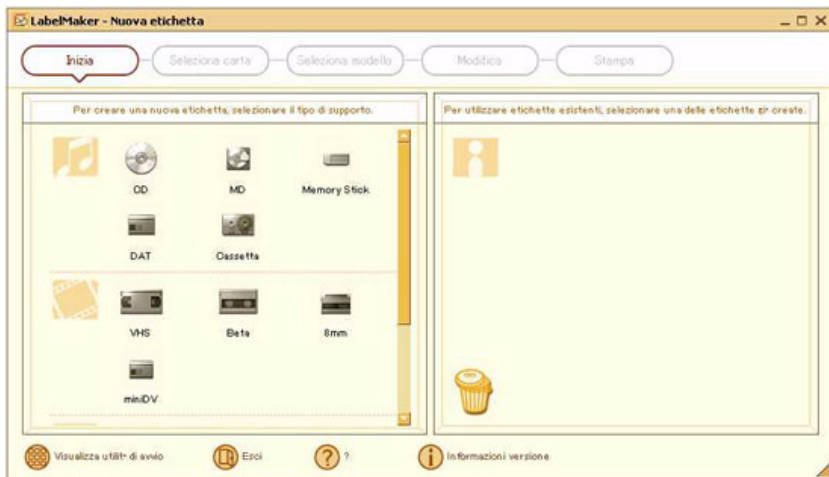 LabelMaker - Nuova etichetta
Inizia
Seleziona carta
Seleziona modello
Modifica
Stampa
Per creare una nuova etichetta, selezionare il tipo di supporto.
CD
MD
Memory Stick
DAT
Cassetta
VHS
Beta
8mm
miniDV
Per utilizzare etichette esistenti, selezionare una delle etichette create.
Visualizza di avvio
Esci
?
?
i
Informazioni versione